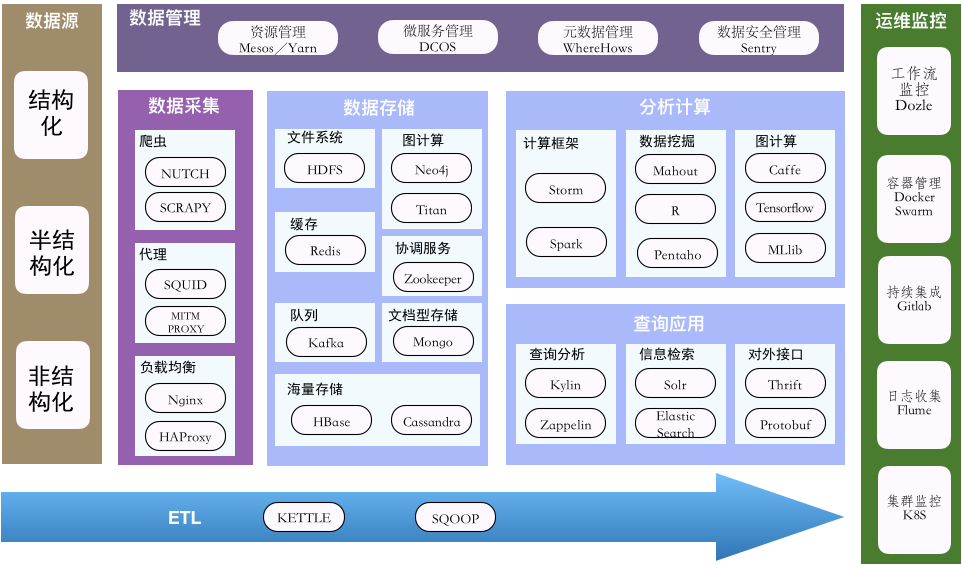 数据源
结构
化
半结
构化
非结
构化
数据管理
资源管理
Mesos／Yarn
微服务管理
DCOS
元数据管理
WhereHows
数据安全管理
Sentry
数据采集
爬虫
NUTCH
SCRAPY
代理
SQUID
MITM
PROXY
负载均衡
Nginx
HAProxy
数据存储
文件系统
HDFS
图计算
Neo4j
Titan
缓存
Redis
协调服务
Zookeeper
队列
Kafka
文档型存储
Mongo
海量存储
HBase
Cassandra
分析计算
计算框架
Storm
Spark
数据挖掘
Mahout
R
Pentaho
图计算
Caffe
Tensorflow
MLlib
查询应用
查询分析
Kylin
Zappelin
信息检索
Solr
Elastic
Search
对外接口
Thrift
Protobuf
ETL
KETTLE
SQOOP
运维监控
工作流
监控
Dozle
容器管理
Docker
Swarm
持续集成
Gitlab
日志收集
Flume
集群监控
K8S